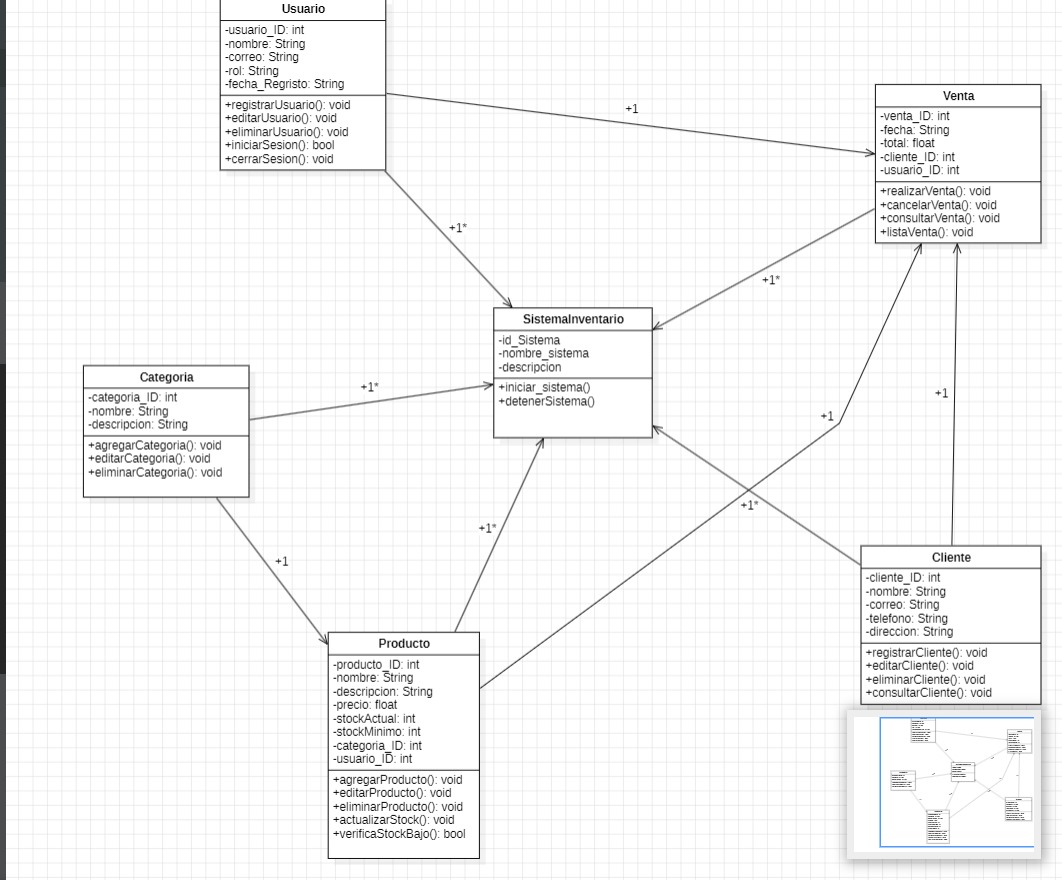 Usuario
-usuario_ID: int
-nombre: String
-correo: String
-rol: String
-fecha_Regristo: String
+registrarUsuario(): void
+editarUsuario(): void
+eliminarUsuario(): void
+iniciarSesion(): bool
+cerrarSesion(): void
+1
Venta
-venta_ID: int
-fecha: String
-total: float
-cliente_ID: int
-usuario_ID: int
+realizarVenta(): void
+cancelarVenta(): void
+consultarVenta(): void
+listaVenta(): void
+1*
+1*
SistemaInventario
-id_Sistema
-nombre_sistema
-descripcion
+iniciar_sistema()
+detenerSistema()
Categoria
-categoria_ID: int
-nombre: String
-descripcion: String
+agregarCategoria(): void
+editarCategoria(): void
+eliminarCategoria(): void
+1*
+1
+1
+1*
+1*
+1
Cliente
-cliente_ID: int
-nombre: String
-correo: String
-telefono: String
-direccion: String
+registrarCliente(): void
+editarCliente(): void
+eliminarCliente(): void
+consultarCliente(): void
Producto
-producto_ID: int
-nombre: String
-descripcion: String
-precio: float
-stockActual: int
-stockMinimo: int
-categoria_ID: int
-usuario_ID: int
+agregarProducto(): void
+editarProducto(): void
+eliminarProducto(): void
+actualizarStock(): void
+verificaStockBajo(): bool